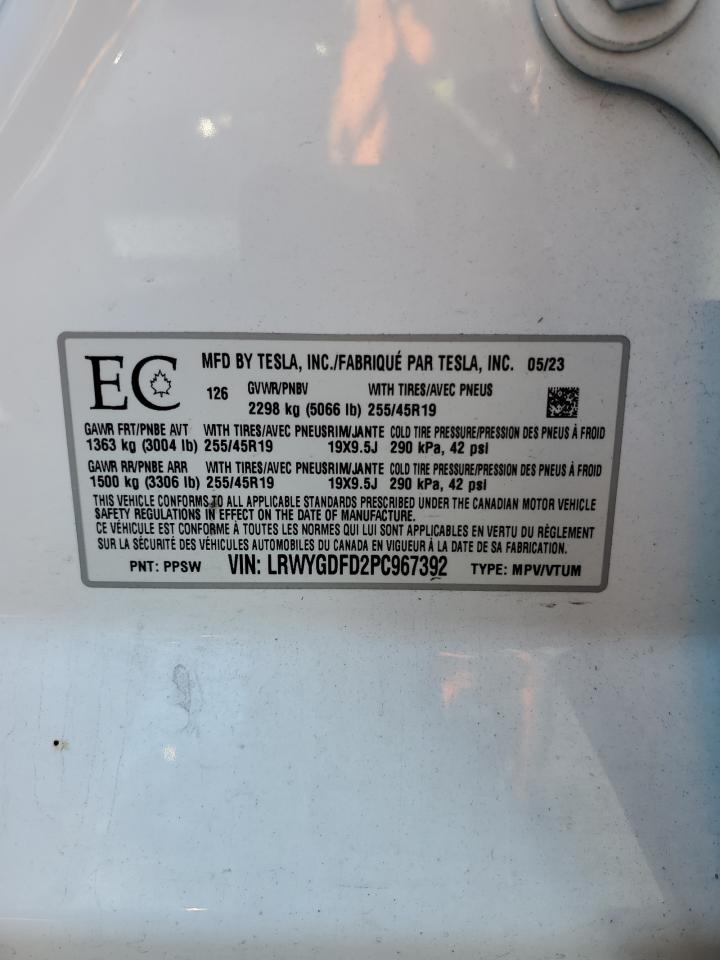 EC MFD BY TESLA, INC./FABRIQUÉ PAR TESLA, INC. 05/23
126 GVWR/PNBV WITH TIRES/AVEC PNEUS
2298 kg (5066 lb) 255/45R19
GAWR FRT/PNBE AVT WITH TIRES/AVEC PNEUS RIM/JANTE COLD TIRE PRESSURE/PRESSION DES PNEUS À FROID
1363 kg (3004 lb) 255/45R19 19X9.5J 290 kPa, 42 psi
GAWR RR/PNBE ARR WITH TIRES/AVEC PNEUS RIM/JANTE COLD TIRE PRESSURE/PRESSION DES PNEUS À FROID
1500 kg (3306 lb) 255/45R19 19X9.5J 290 kPa, 42 psi
THIS VEHICLE CONFORMS TO ALL APPLICABLE STANDARDS PRESCRIBED UNDER THE CANADIAN MOTOR VEHICLE
SAFETY REGULATIONS IN EFFECT ON THE DATE OF MANUFACTURE.
CE VÉHICULE EST CONFORME À TOUTES LES NORMES QUI LUI SONT APPLICABLES EN VERTU DU RÈGLEMENT
SUR LA SÉCURITÉ DES VÉHICULES AUTOMOBILES DU CANADA EN VIGUEUR À LA DATE DE SA FABRICATION.
PNT: PPSW VIN: LRWYGDFD2PC967392 TYPE: MPV/VTUM